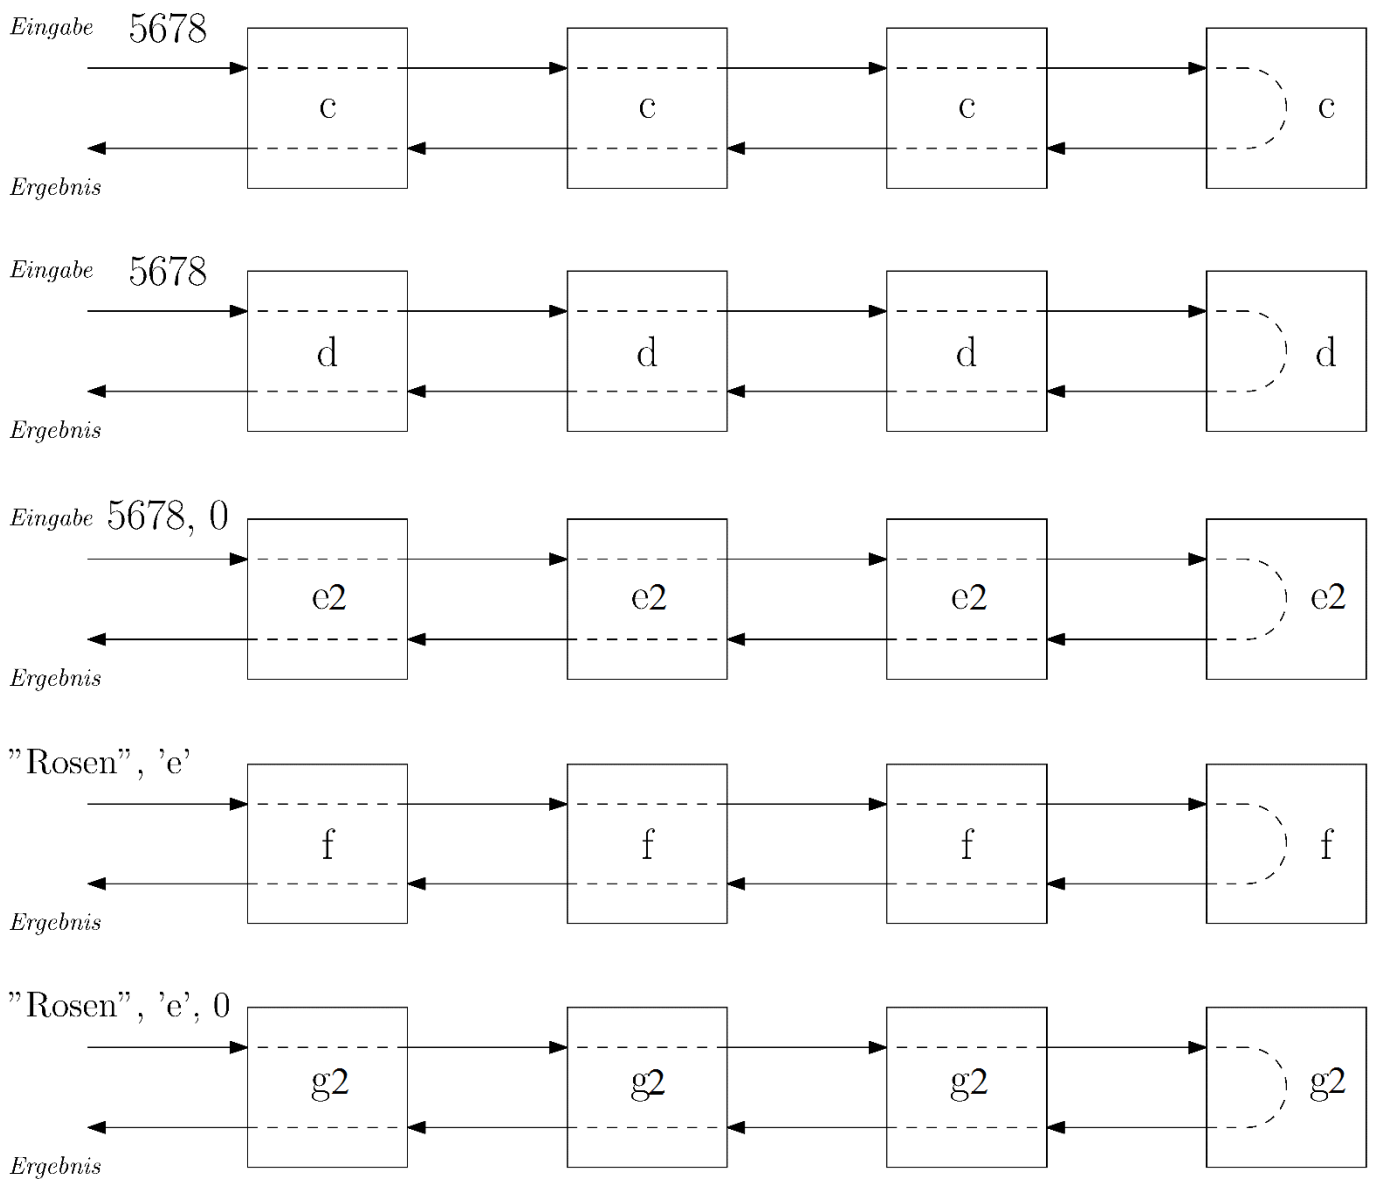 Eingabe 5678
c c c c
Ergebnis
Eingabe 5678
d d d d
Ergebnis
Eingabe 5678, 0
e2 e2 e2 e2
Ergebnis
”Rosen”, ’e’
f f f f
Ergebnis
”Rosen”, ’e’, 0
g2 g2 g2 g2
Ergebnis